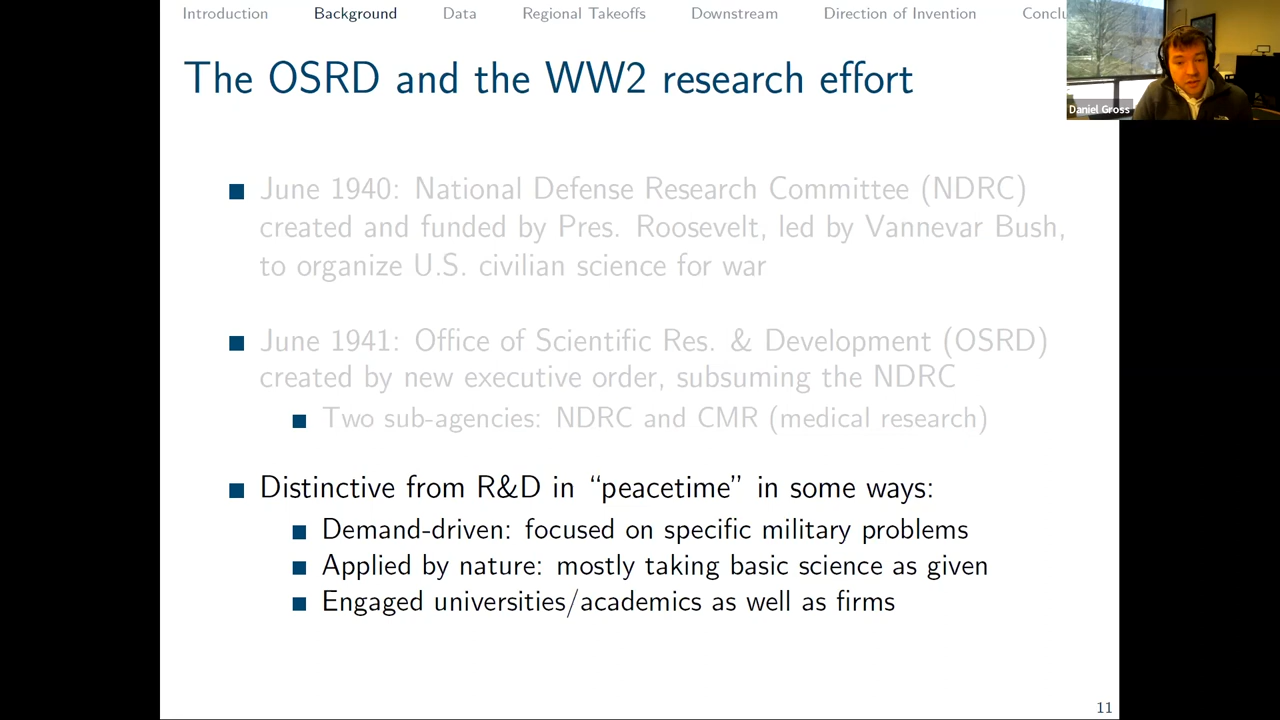 Introduction Background Data Regional Takeoffs Downstream Direction of Invention Conclu
Daniel Gross
The OSRD and the WW2 research effort
June 1940: National Defense Research Committee (NDRC)
created and funded by Pres. Roosevelt, led by Vannevar Bush,
to organize U.S. civilian science for war
June 1941: Office of Scientific Res. & Development (OSRD)
created by new executive order, subsuming the NDRC
Two sub-agencies: NDRC and CMR (medical research)
Distinctive from R&D in “peacetime” in some ways:
Demand-driven: focused on specific military problems
Applied by nature: mostly taking basic science as given
Engaged universities/academics as well as firms
11